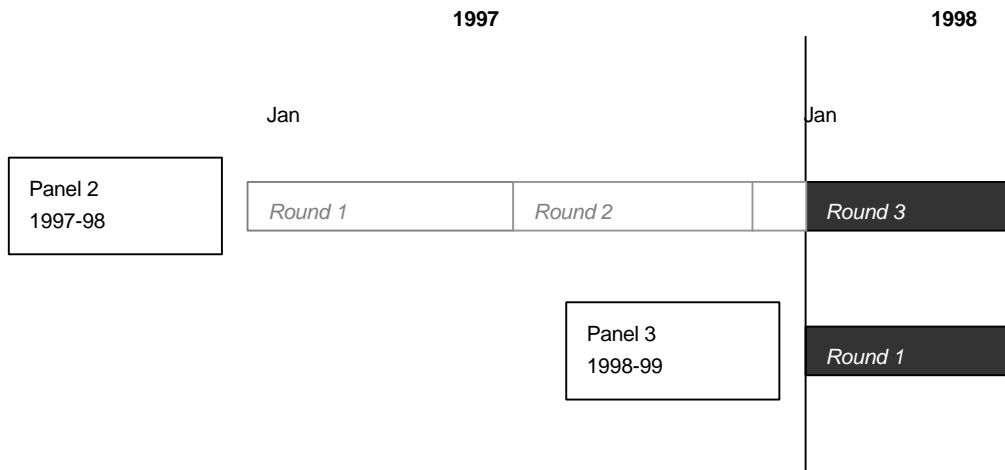 1997 1998
Jan Jan
Panel 2
1997-98
Round 1 Round 2 Round 3
Panel 3
1998-99
Round 1